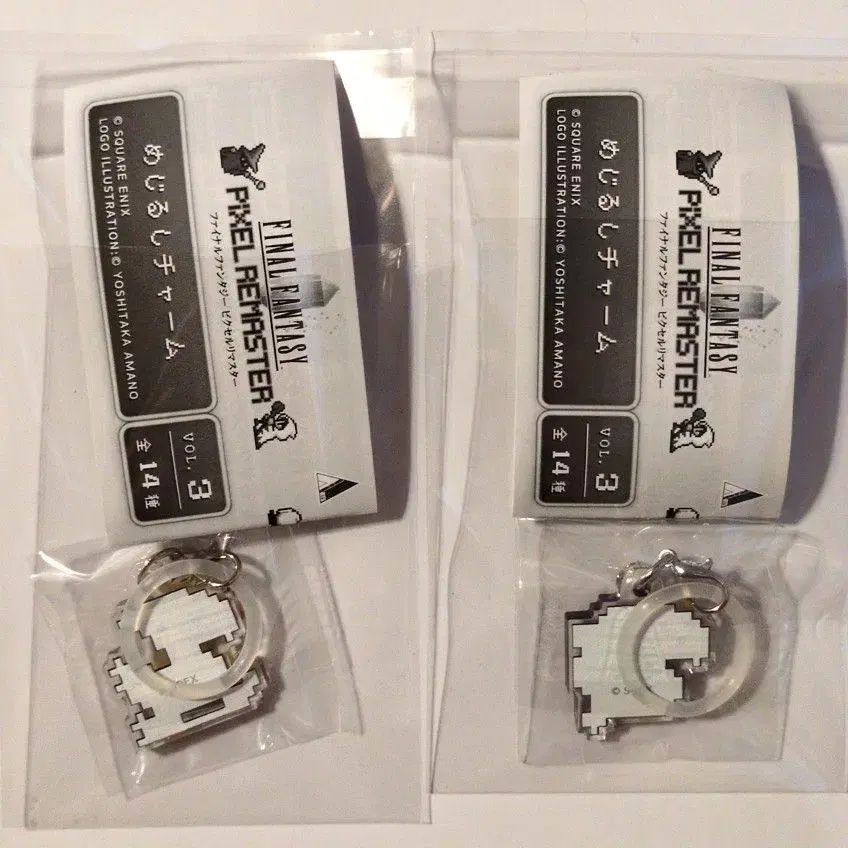 FINAL FANTASY
PIXEL REMASTER
ファイナルファンタジー ピクセルリマスター
めじるしチャーム
© SQUARE ENIX
LOGO ILLUSTRATION:© YOSHITAKA AMANO
VOL. 3
全14種
FINAL FANTASY
PIXEL REMASTER
ファイナルファンタジー ピクセルリマスター
めじるしチャーム
© SQUARE ENIX
LOGO ILLUSTRATION:© YOSHITAKA AMANO
VOL. 3
全14種